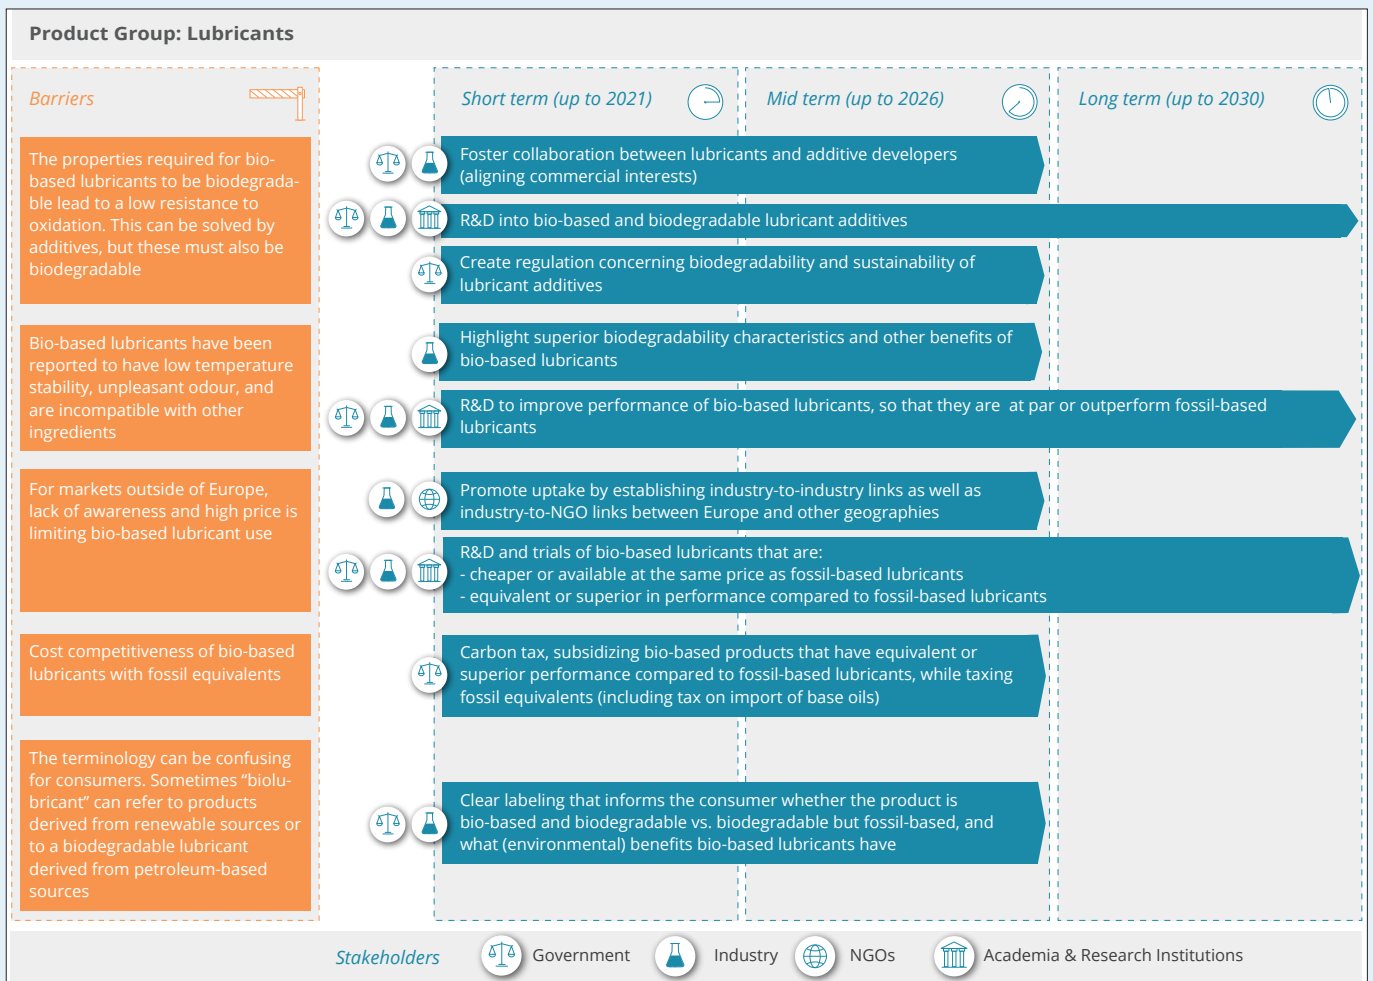 Product Group: Lubricants
Barriers
Short term (up to 2021)
Mid term (up to 2026)
Long term (up to 2030)
The properties required for bio-
based lubricants to be biodegrada-
ble lead to a low resistance to
oxidation. This can be solved by
additives, but these must also be
biodegradable
Foster collaboration between lubricants and additive developers
(aligning commercial interests)
R&D into bio-based and biodegradable lubricant additives
Create regulation concerning biodegradability and sustainability of
lubricant additives
Bio-based lubricants have been
reported to have low temperature
stability, unpleasant odour, and
are incompatible with other
ingredients
Highlight superior biodegradability characteristics and other benefits of
bio-based lubricants
R&D to improve performance of bio-based lubricants, so that they are  at par or outperform fossil-based
lubricants
For markets outside of Europe,
lack of awareness and high price is
limiting bio-based lubricant use
Promote uptake by establishing industry-to-industry links as well as
industry-to-NGO links between Europe and other geographies
R&D and trials of bio-based lubricants that are:
- cheaper or available at the same price as fossil-based lubricants
- equivalent or superior in performance compared to fossil-based lubricants
Cost competitiveness of bio-based
lubricants with fossil equivalents
Carbon tax, subsidizing bio-based products that have equivalent or
superior performance compared to fossil-based lubricants, while taxing
fossil equivalents (including tax on import of base oils)
The terminology can be confusing
for consumers. Sometimes “biolu-
bricant” can refer to products
derived from renewable sources or
to a biodegradable lubricant
derived from petroleum-based
sources
Clear labeling that informs the consumer whether the product is
bio-based and biodegradable vs. biodegradable but fossil-based, and
what (environmental) benefits bio-based lubricants have
Stakeholders
Government
Industry
NGOs
Academia & Research Institutions